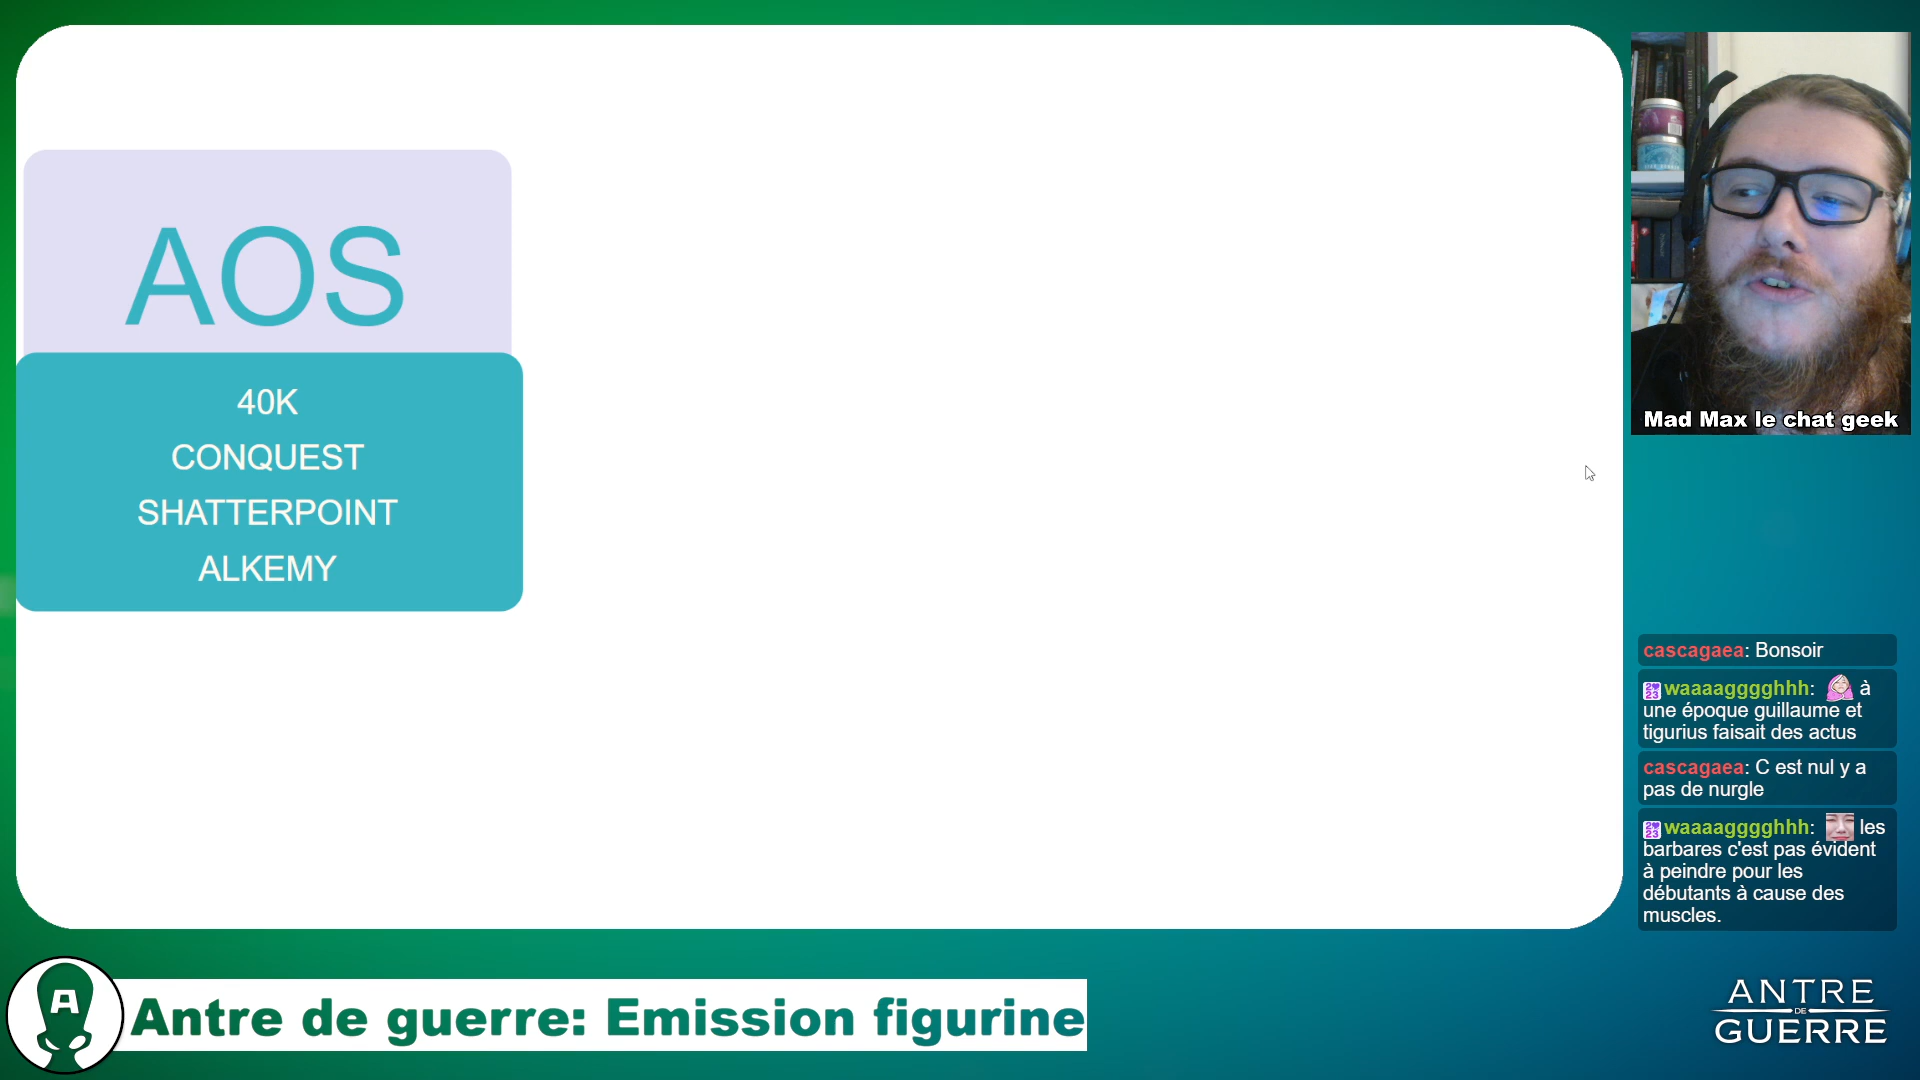 AOS
40K
CONQUEST
SHATTERPOINT
ALKEMY
Mad Max le chat geek
cascagaea: Bonsoir
waaaagggghhh: à
une époque guillaume et
tigurius faisait des actus
cascagaea: C est nul y a
pas de nurgle
waaaagggghhh: les
barbares c'est pas évident
à peindre pour les
débutants à cause des
muscles.
A
Antre de guerre: Emission figurine
ANTRE
DE
GUERRE